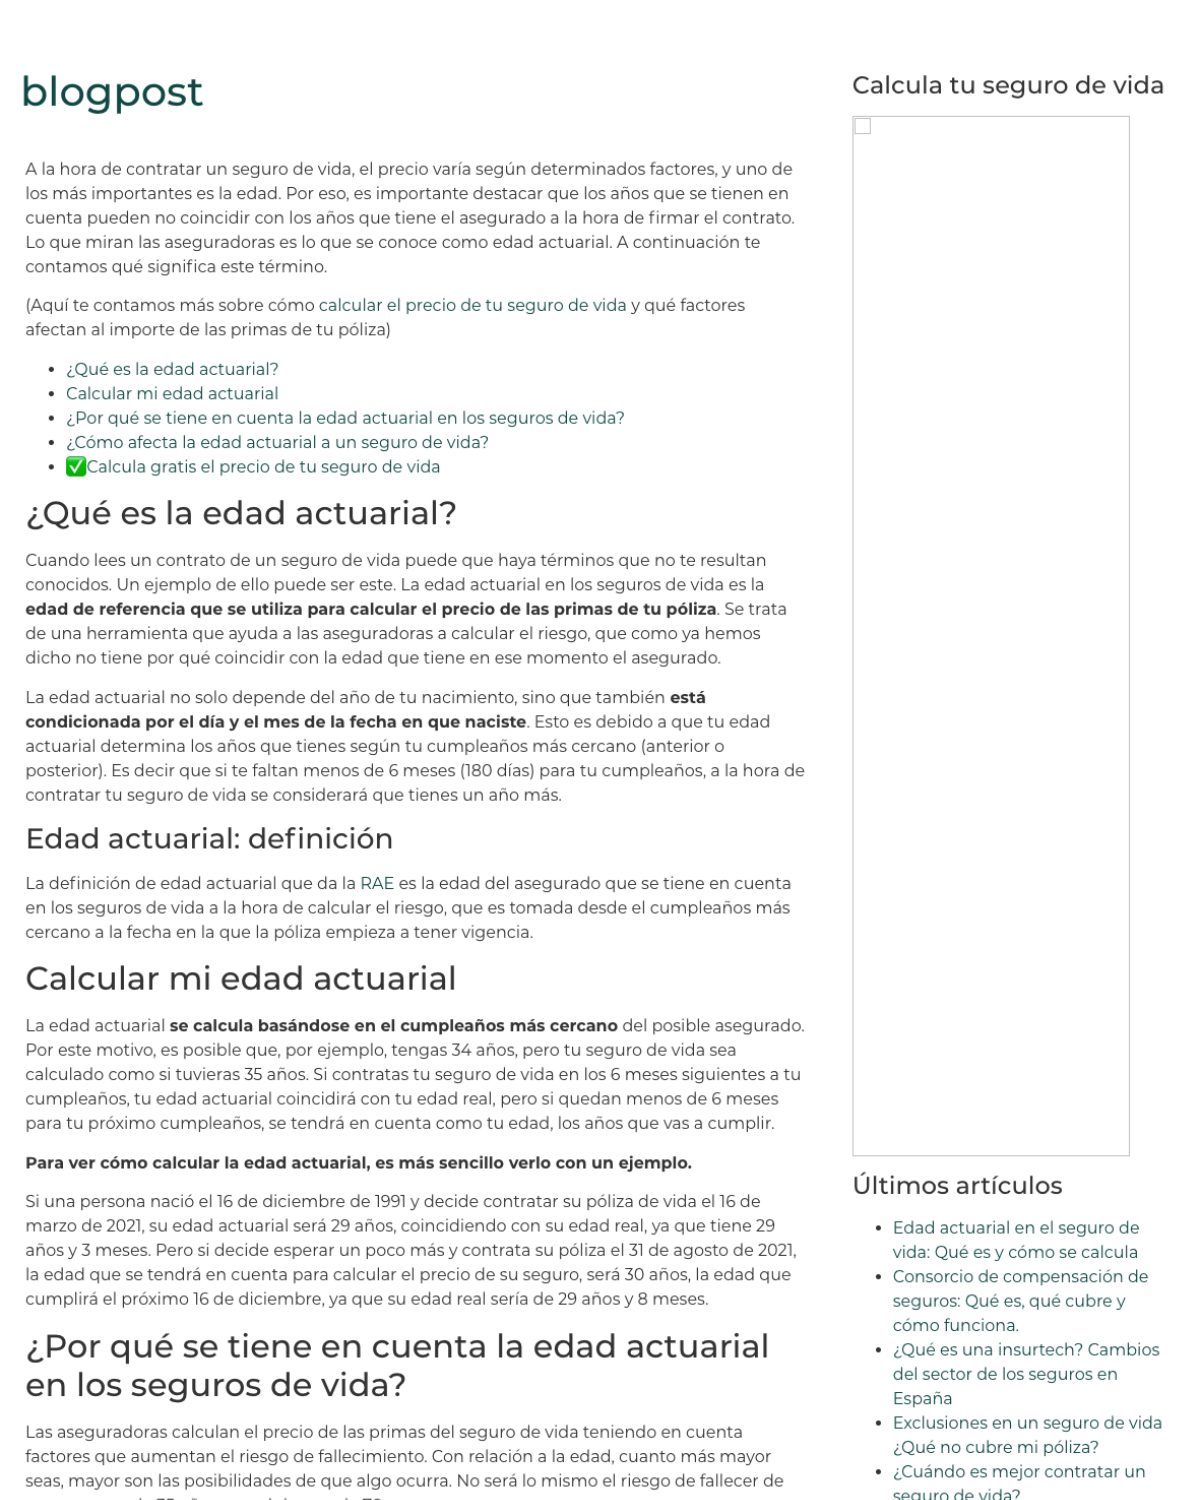 blogpost
A la hora de contratar un seguro de vida, el precio varía según determinados factores, y uno de
los más importantes es la edad. Por eso, es importante destacar que los años que se tienen en
cuenta pueden no coincidir con los años que tiene el asegurado a la hora de firmar el contrato.
Lo que miran las aseguradoras es lo que se conoce como edad actuarial. A continuación te
contamos qué significa este término.
(Aquí te contamos más sobre cómo calcular el precio de tu seguro de vida y qué factores
afectan al importe de las primas de tu póliza)
• ¿Qué es la edad actuarial?
• Calcular mi edad actuarial
• ¿Por qué se tiene en cuenta la edad actuarial en los seguros de vida?
• ¿Cómo afecta la edad actuarial a un seguro de vida?
• ✅Calcula gratis el precio de tu seguro de vida
¿Qué es la edad actuarial?
Cuando lees un contrato de un seguro de vida puede que haya términos que no te resultan
conocidos. Un ejemplo de ello puede ser este. La edad actuarial en los seguros de vida es la
edad de referencia que se utiliza para calcular el precio de las primas de tu póliza. Se trata
de una herramienta que ayuda a las aseguradoras a calcular el riesgo, que como ya hemos
dicho no tiene por qué coincidir con la edad que tiene en ese momento el asegurado.
La edad actuarial no solo depende del año de tu nacimiento, sino que también está
condicionada por el día y el mes de la fecha en que naciste. Esto es debido a que tu edad
actuarial determina los años que tienes según tu cumpleaños más cercano (anterior o
posterior). Es decir que si te faltan menos de 6 meses (180 días) para tu cumpleaños, a la hora de
contratar tu seguro de vida se considerará que tienes un año más.
Edad actuarial: definición
La definición de edad actuarial que da la RAE es la edad del asegurado que se tiene en cuenta
en los seguros de vida a la hora de calcular el riesgo, que es tomada desde el cumpleaños más
cercano a la fecha en la que la póliza empieza a tener vigencia.
Calcular mi edad actuarial
La edad actuarial se calcula basándose en el cumpleaños más cercano del posible asegurado.
Por este motivo, es posible que, por ejemplo, tengas 34 años, pero tu seguro de vida sea
calculado como si tuvieras 35 años. Si contratas tu seguro de vida en los 6 meses siguientes a tu
cumpleaños, tu edad actuarial coincidirá con tu edad real, pero si quedan menos de 6 meses
para tu próximo cumpleaños, se tendrá en cuenta como tu edad, los años que vas a cumplir.
Para ver cómo calcular la edad actuarial, es más sencillo verlo con un ejemplo.
Si una persona nació el 16 de diciembre de 1991 y decide contratar su póliza de vida el 16 de
marzo de 2021, su edad actuarial será 29 años, coincidiendo con su edad real, ya que tiene 29
años y 3 meses. Pero si decide esperar un poco más y contrata su póliza el 31 de agosto de 2021,
la edad que se tendrá en cuenta para calcular el precio de su seguro, será 30 años, la edad que
cumplirá el próximo 16 de diciembre, ya que su edad real sería de 29 años y 8 meses.
¿Por qué se tiene en cuenta la edad actuarial
en los seguros de vida?
Las aseguradoras calculan el precio de las primas del seguro de vida teniendo en cuenta
factores que aumentan el riesgo de fallecimiento. Con relación a la edad, cuanto más mayor
seas, mayor son las posibilidades de que algo ocurra. No será lo mismo el riesgo de fallecer de
Calcula tu seguro de vida
Últimos artículos
• Edad actuarial en el seguro de
vida: Qué es y cómo se calcula
• Consorcio de compensación de
seguros: Qué es, qué cubre y
cómo funciona.
• ¿Qué es una insurtech? Cambios
del sector de los seguros en
España
• Exclusiones en un seguro de vida
¿Qué no cubre mi póliza?
• ¿Cuándo es mejor contratar un
seguro de vida?